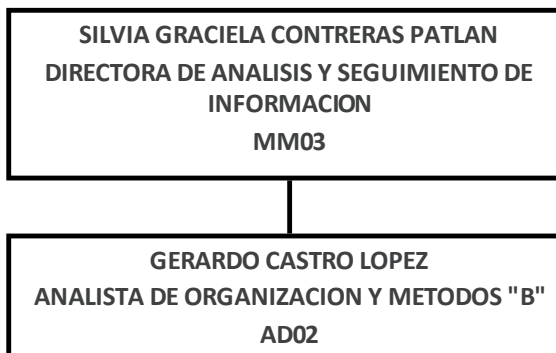 SILVIA GRACIELA CONTRERAS PATLAN
DIRECTORA DE ANALISIS Y SEGUIMIENTO DE
INFORMACION
MM03
GERARDO CASTRO LOPEZ
ANALISTA DE ORGANIZACION Y METODOS "B"
AD02